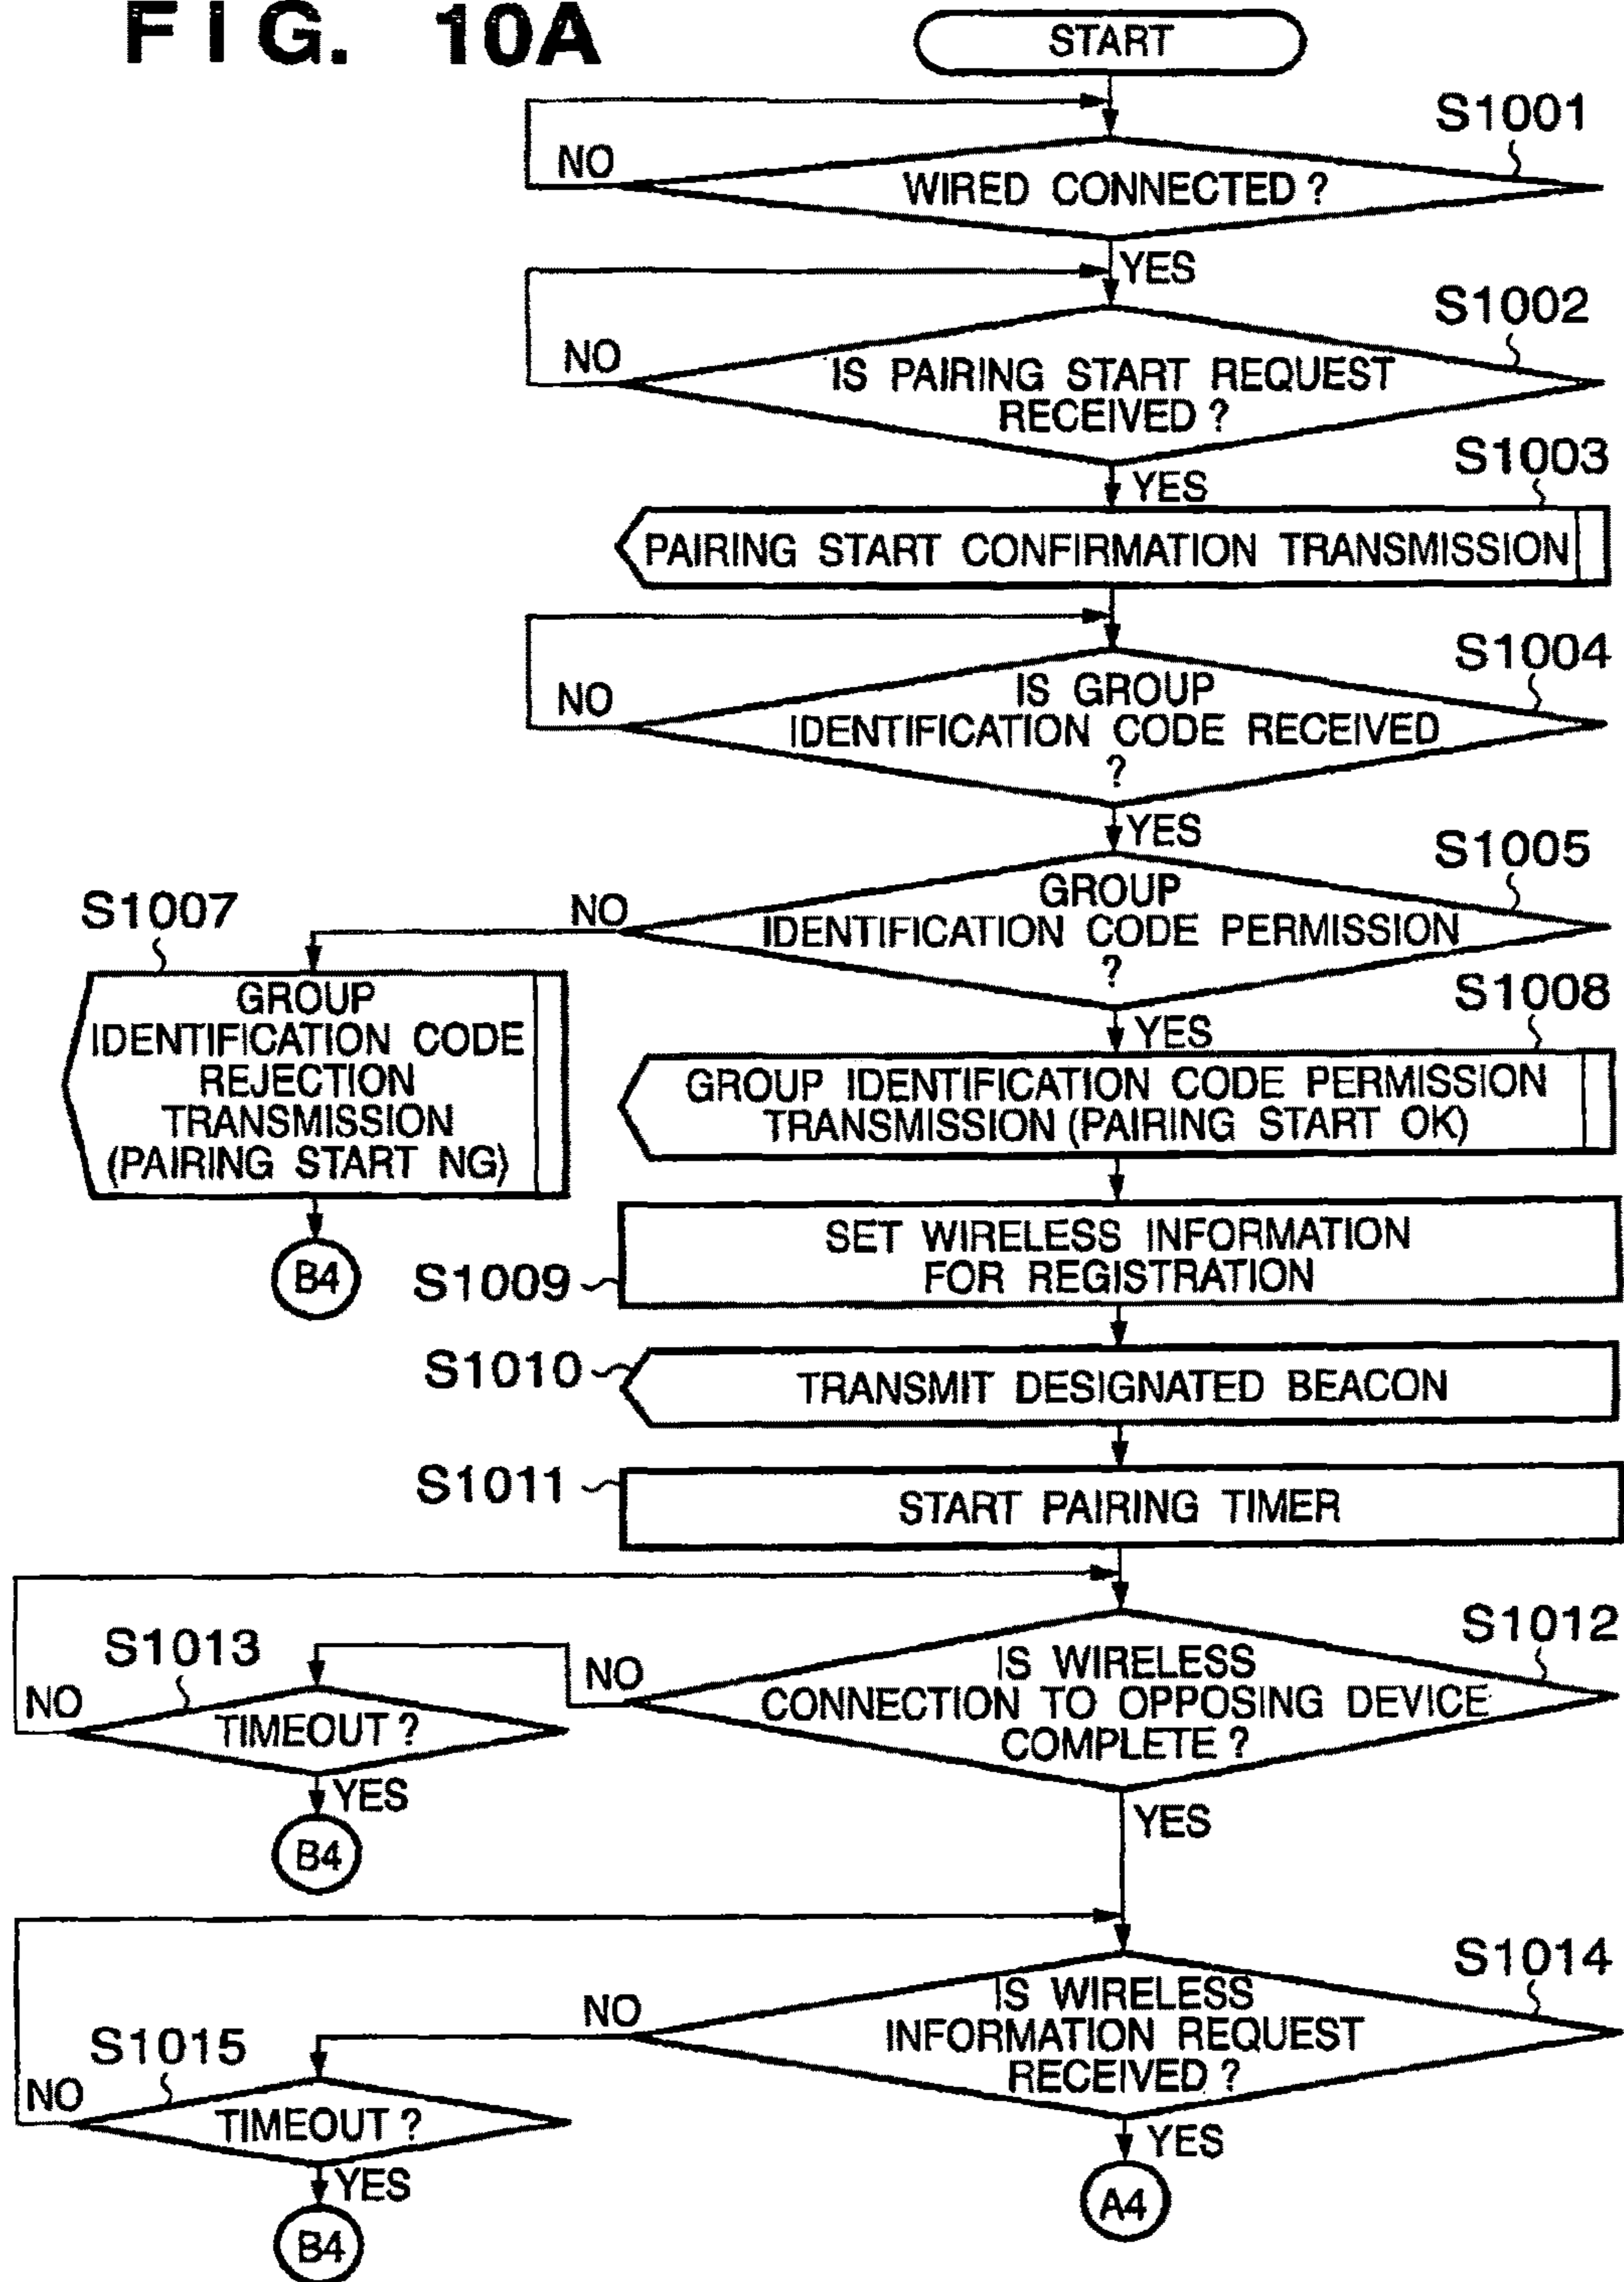 FIG. 10A
START
S1001
NO
WIRED CONNECTED ?
YES
S1002
NO
IS PAIRING START REQUEST
RECEIVED ?
S1003
YES
PAIRING START CONFIRMATION TRANSMISSION
S1004
NO
IS GROUP
IDENTIFICATION CODE RECEIVED
?
YES
S1005
S1007
NO
GROUP
IDENTIFICATION CODE PERMISSION
?
S1008
YES
GROUP
IDENTIFICATION CODE
REJECTION
TRANSMISSION
(PAIRING START NG)
B4
GROUP IDENTIFICATION CODE PERMISSION
TRANSMISSION (PAIRING START OK)
S1009
SET WIRELESS INFORMATION
FOR REGISTRATION
S1010
TRANSMIT DESIGNATED BEACON
S1011
START PAIRING TIMER
S1012
S1013
NO
IS WIRELESS
CONNECTION TO OPPOSING DEVICE
COMPLETE ?
NO
TIMEOUT ?
YES
YES
B4
S1014
NO
IS WIRELESS
INFORMATION REQUEST
RECEIVED ?
S1015
NO
TIMEOUT ?
YES
YES
B4
A4